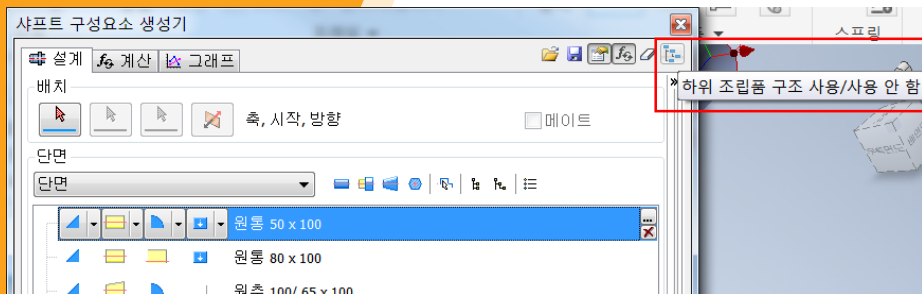 샤프트 구성요소 생성기
스프링
설계 fG 계산 그래프
하위 조립품 구조 사용/사용 안 함
배치
축, 시작, 방향 메이트
단면
단면
원통 50 x 100
원통 80 x 100
원추 100/ 65 x 100